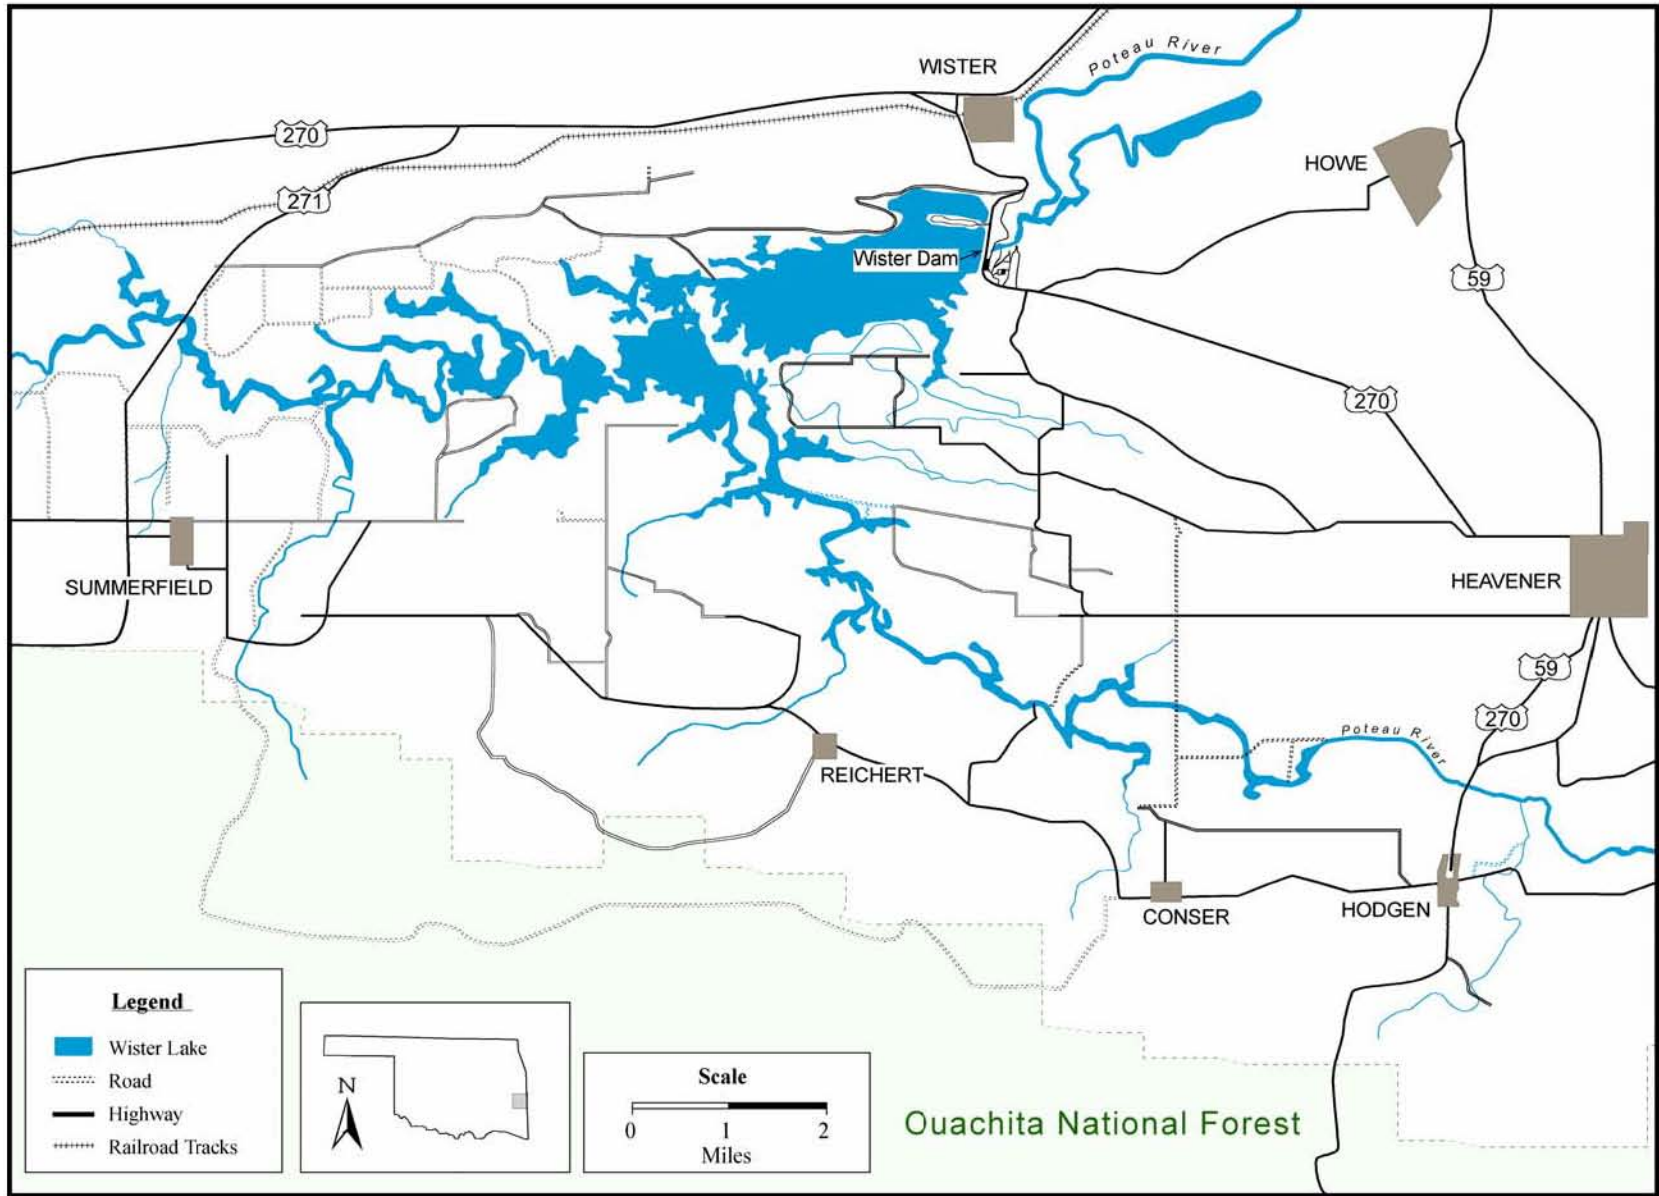 Poteau River
WISTER
270
HOWE
271
Wister Dam
59
270
HEAVENER
SUMMERFIELD
59
270
Poteau River
REICHERT
CONSER
HODGEN
Legend
Wister Lake
Road
Highway
Railroad Tracks
N
Scale
0 1 2
Miles
Ouachita National Forest